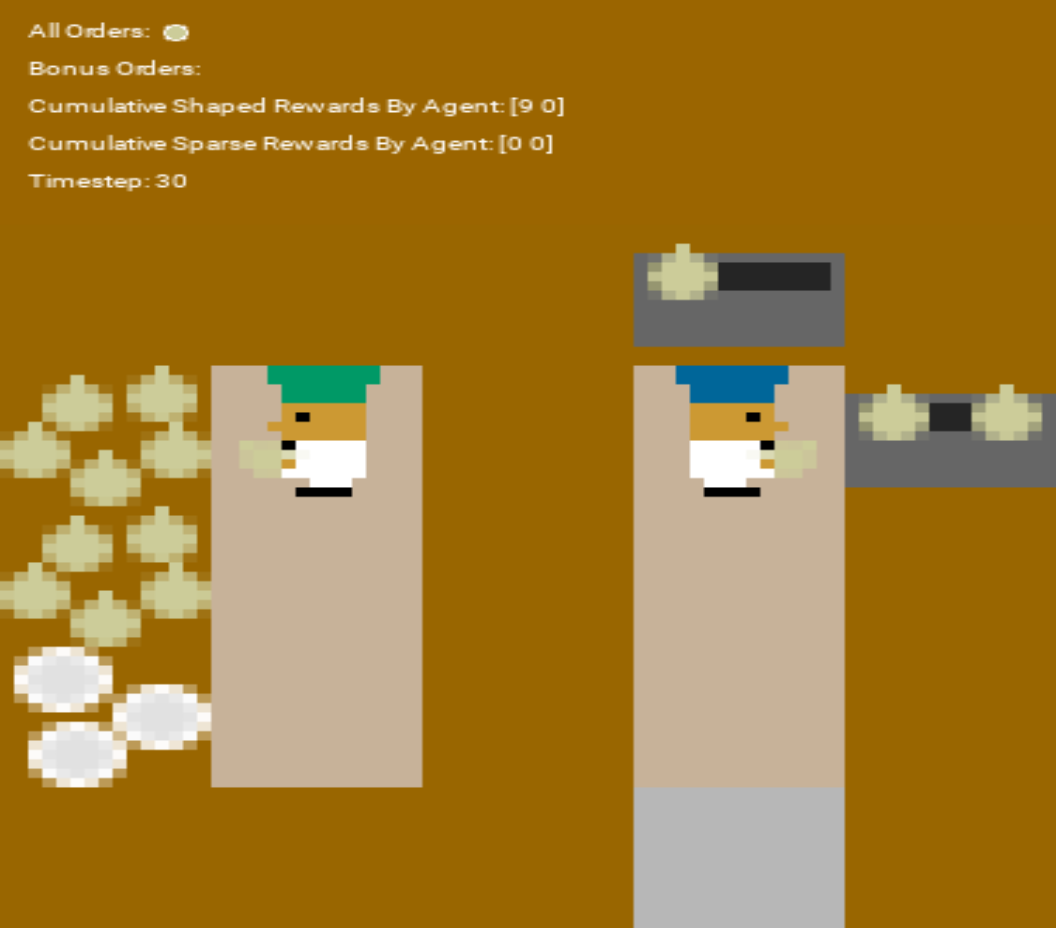 All Orders:
Bonus Orders:
Cumulative Shaped Rewards By Agent: [9 0]
Cumulative Sparse Rewards By Agent: [0 0]
Timestep: 30